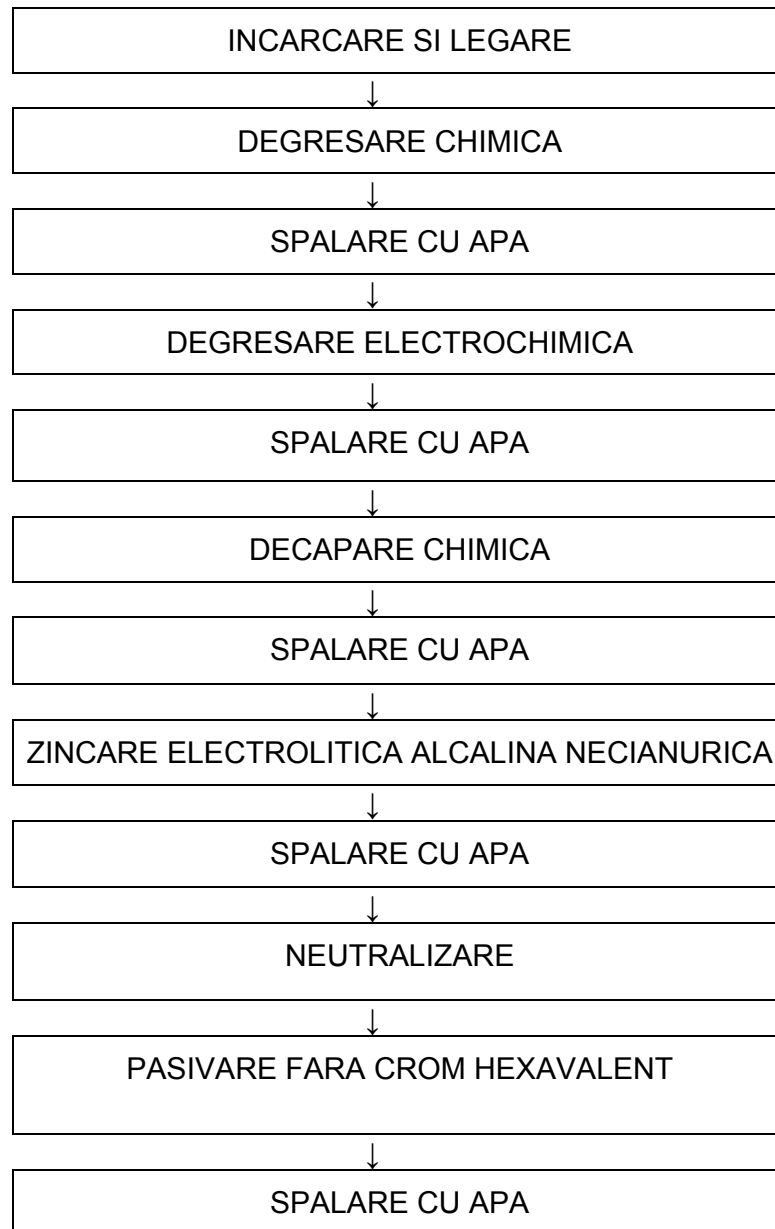 INCARCARE SI LEGARE
↓
DEGRESARE CHIMICA
↓
SPALARE CU APA
↓
DEGRESARE ELECTROCHIMICA
↓
SPALARE CU APA
↓
DECAPARE CHIMICA
↓
SPALARE CU APA
↓
ZINCARE ELECTROLITICA ALCALINA NECIANURICA
↓
SPALARE CU APA
↓
NEUTRALIZARE
↓
PASIVARE FARA CROM HEXAVALENT
↓
SPALARE CU APA